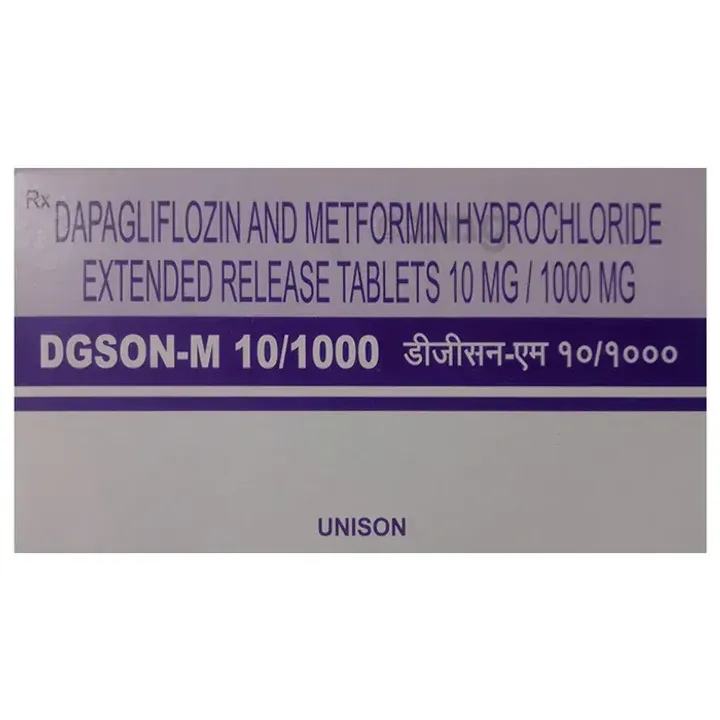 Rx
DAPAGLIFLOZIN AND METFORMIN HYDROCHLORIDE
EXTENDED RELEASE TABLETS 10 MG / 1000 MG
DGSON-M 10/1000 डीजीसन-एम १०/१०००
UNISON